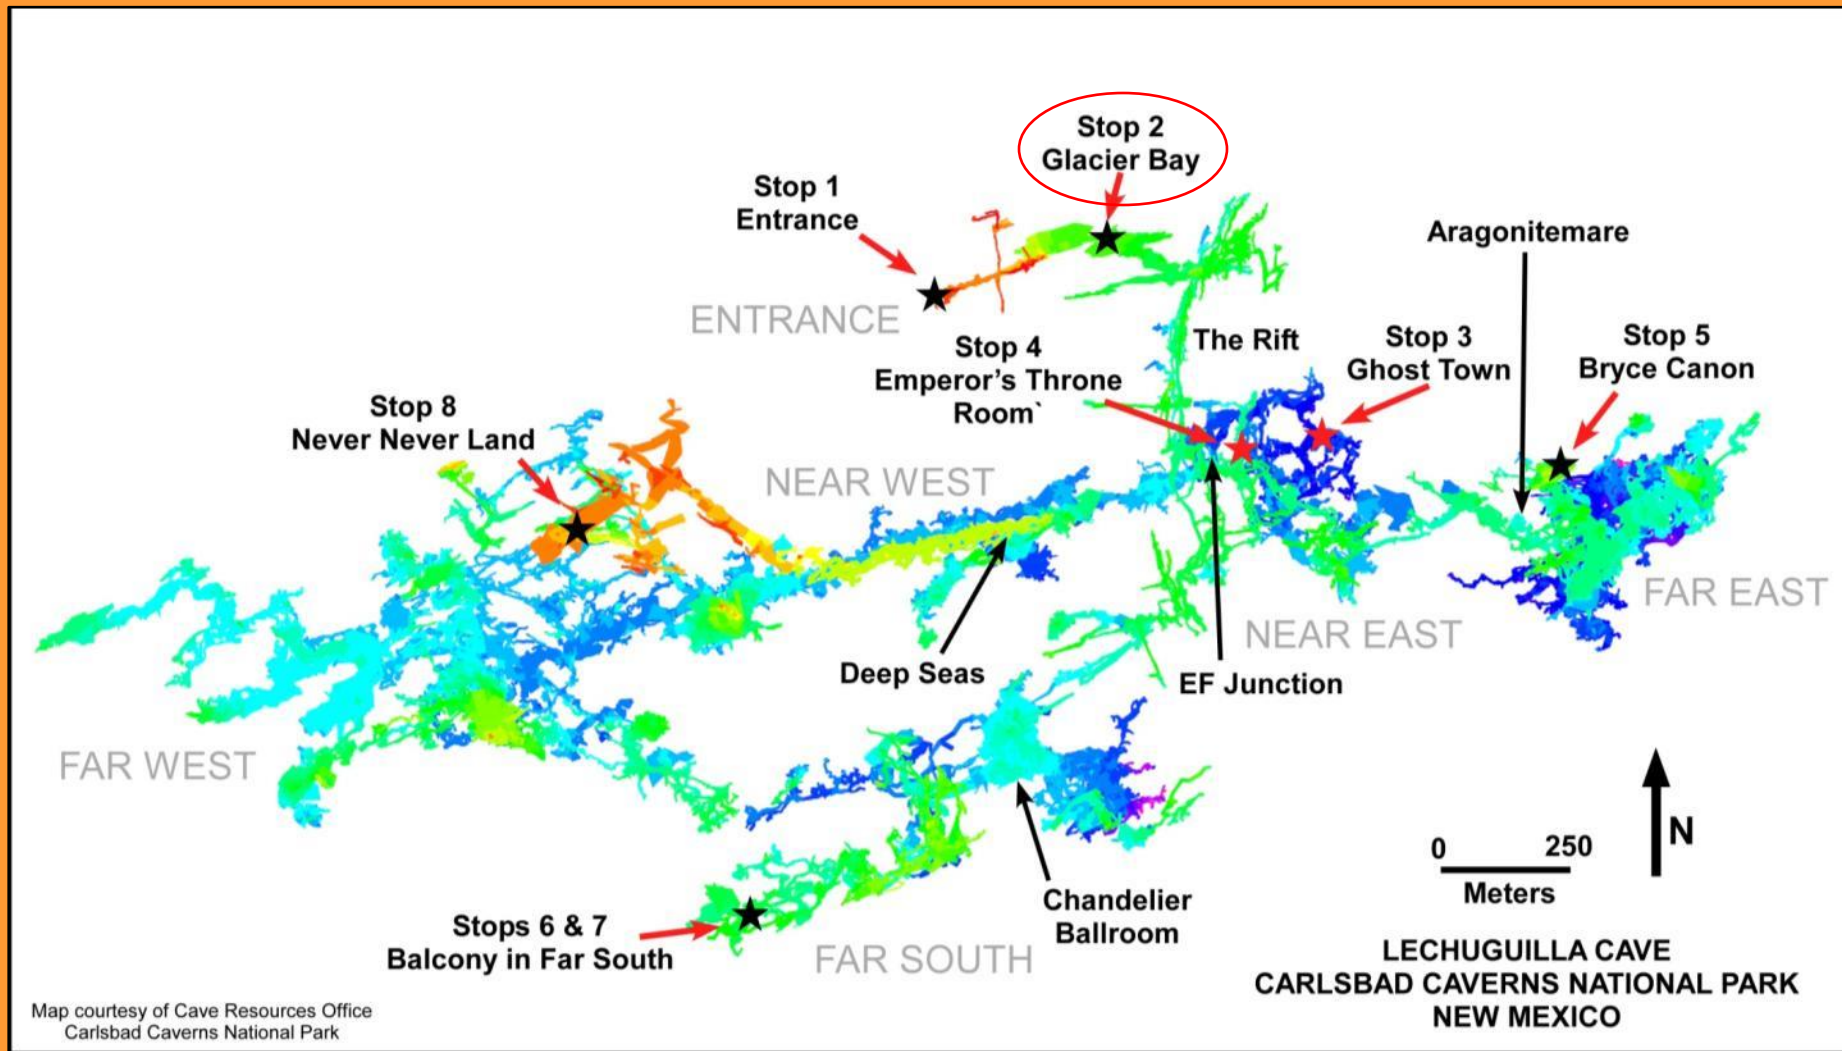 Stop 2
Glacier Bay
Stop 1
Entrance
Aragonitemare
ENTRANCE
The Rift
Stop 3
Ghost Town
Stop 5
Bryce Canon
Stop 4
Emperor's Throne
Room`
Stop 8
Never Never Land
NEAR WEST
FAR EAST
NEAR EAST
Deep Seas
EF Junction
FAR WEST
N
0 250
Meters
Chandelier
Ballroom
Stops 6 & 7
Balcony in Far South
FAR SOUTH
LECHUGUILLA CAVE
CARLSBAD CAVERNS NATIONAL PARK
NEW MEXICO
Map courtesy of Cave Resources Office
Carlsbad Caverns National Park